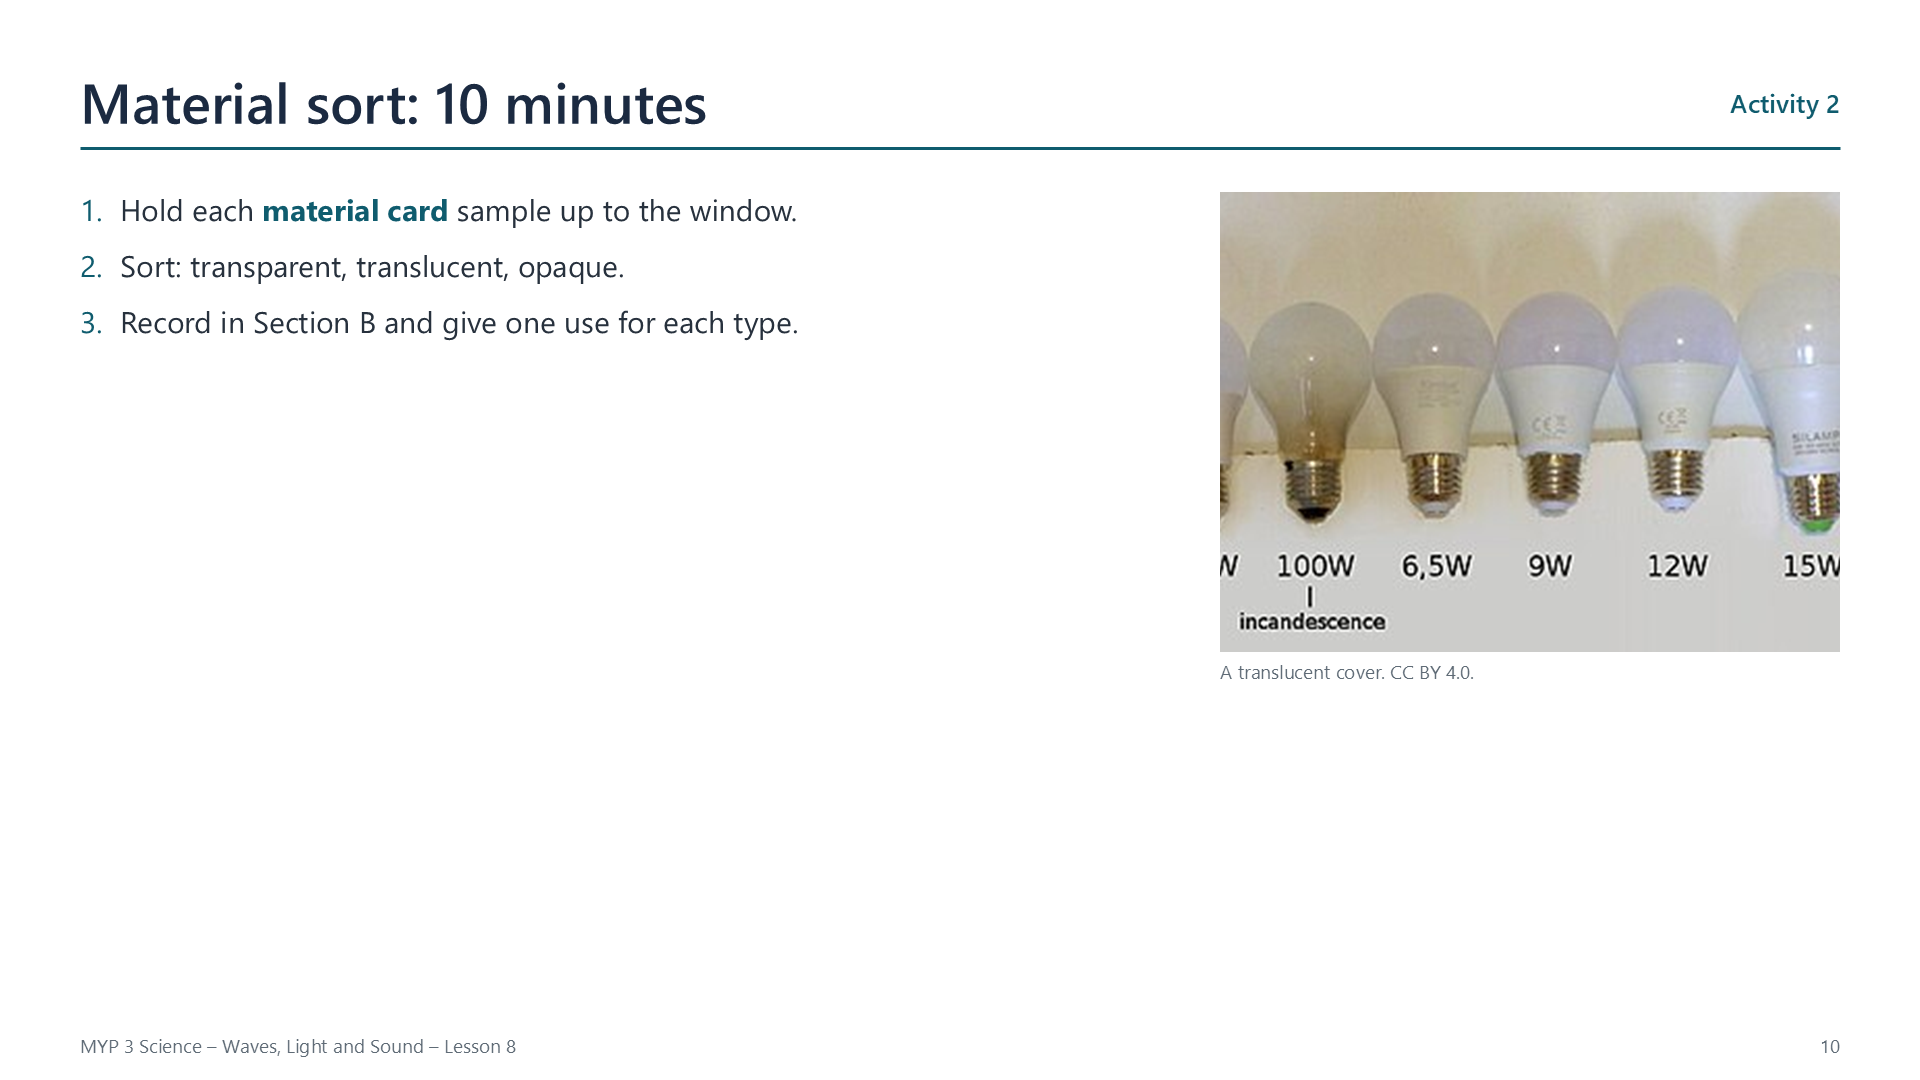 Material sort: 10 minutes
Activity 2
1. Hold each material card sample up to the window.
2. Sort: transparent, translucent, opaque.
3. Record in Section B and give one use for each type.
SILAMP
W 100W 6,5W 9W 12W 15W
incandescence
A translucent cover. CC BY 4.0.
MYP 3 Science – Waves, Light and Sound – Lesson 8
10